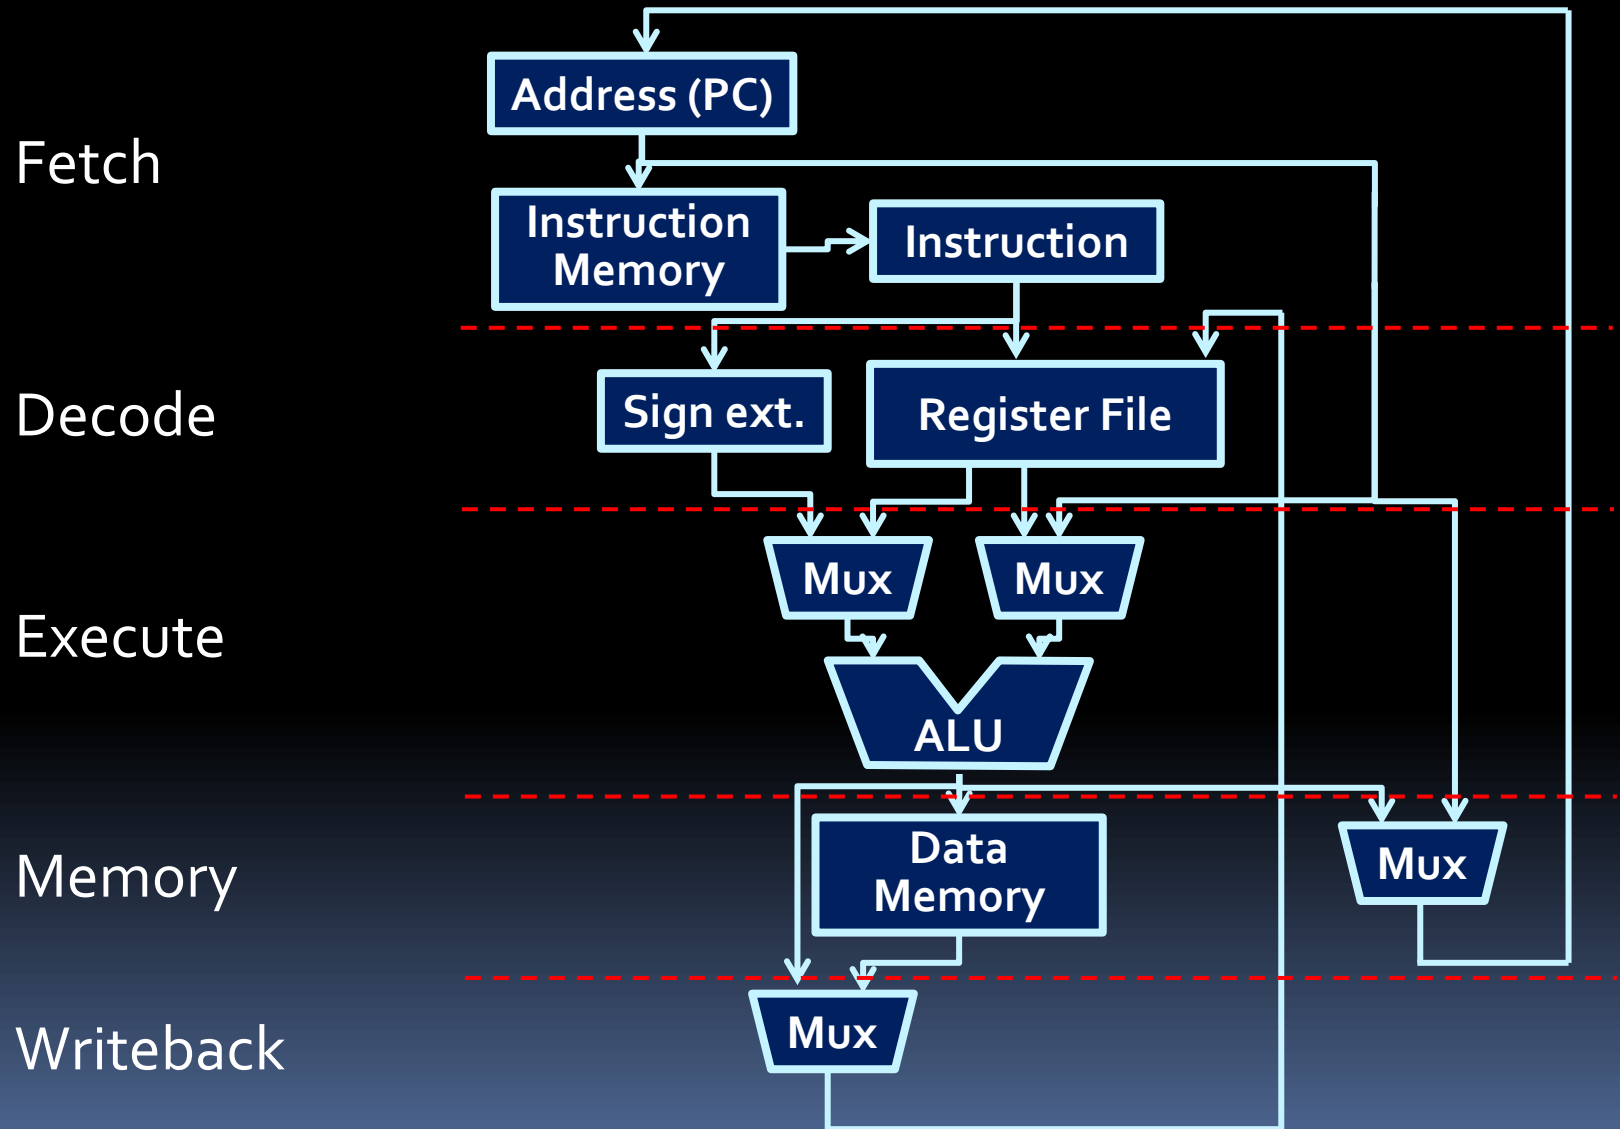 Address (PC)
Fetch
Instruction
Memory
Instruction
Decode
Sign ext.
Register File
Mux
Mux
Execute
ALU
Memory
Data
Memory
Mux
Writeback
Mux